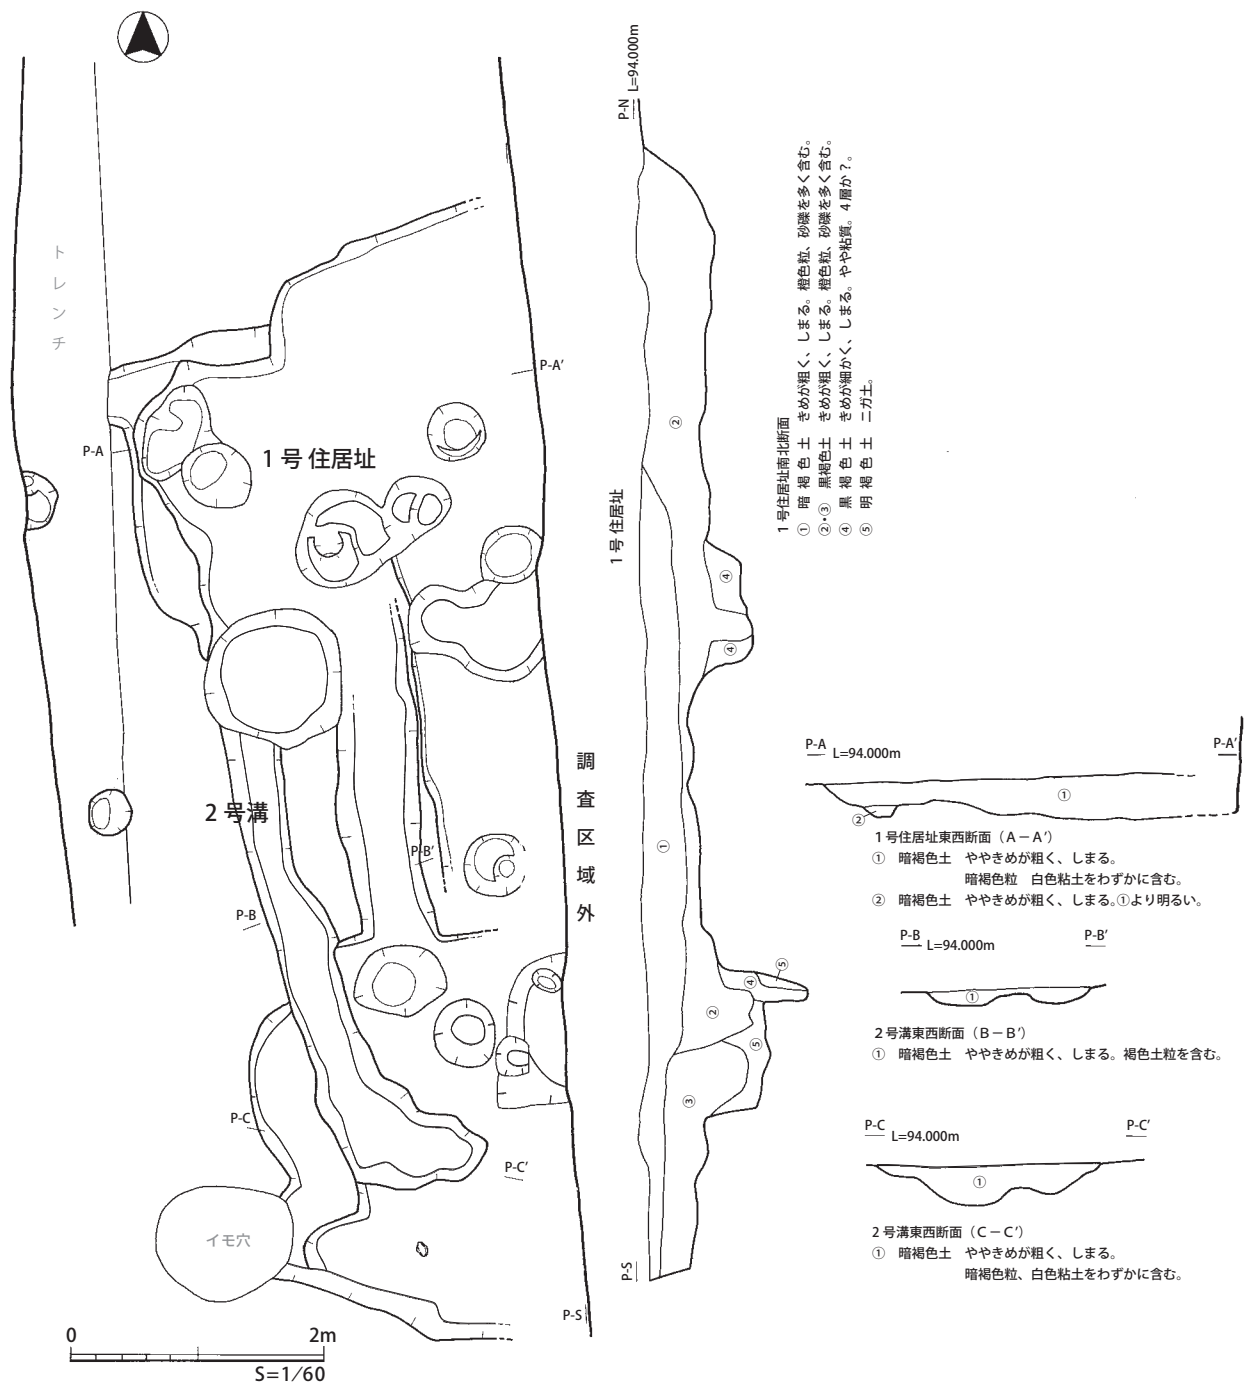 トレンチ
P-A
P-A′
1号住居址
2号溝
P-B
P-B′
調査区域外
P-C
P-C′
イモ穴
P-S
0
2m
S=1/60
P-N
L=94.000m
②
④
④
1号住居址
①
⑤
④
②
⑤
③
P-S
1号住居址南北断面
① 暗褐色土 きめが粗く、しまる。橙色粒、砂礫を多く含む。
②・③ 黒褐色土 きめが粗く、しまる。橙色粒、砂礫を多く含む。
④ 黒褐色土 きめが細かく、しまる。やや粘質。4層か？。
⑤ 明褐色土 ニガ土。
P-A L=94.000m
P-A′
①
②
1号住居址東西断面（A－A′）
① 暗褐色土 ややきめが粗く、しまる。
暗褐色粒 白色粘土をわずかに含む。
② 暗褐色土 ややきめが粗く、しまる。①より明るい。
P-B L=94.000m
P-B′
①
2号溝東西断面（B－B′）
① 暗褐色土 ややきめが粗く、しまる。褐色土粒を含む。
P-C L=94.000m
P-C′
①
2号溝東西断面（C－C′）
① 暗褐色土 ややきめが粗く、しまる。
暗褐色粒、白色粘土をわずかに含む。